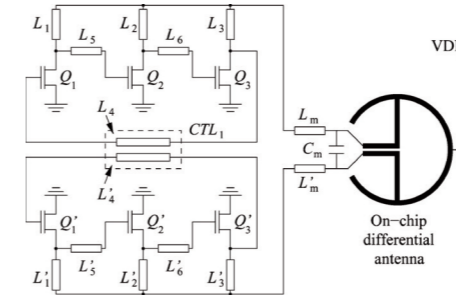 L1 L2 L3
L5 L6
VDI
Q1 Q2 Q3
L4 CTL1
Lm
Cm
L'4 L'm
Q'1 Q'2 Q'3
On−chip
differential
antenna
L'5 L'6
L'1 L'2 L'3